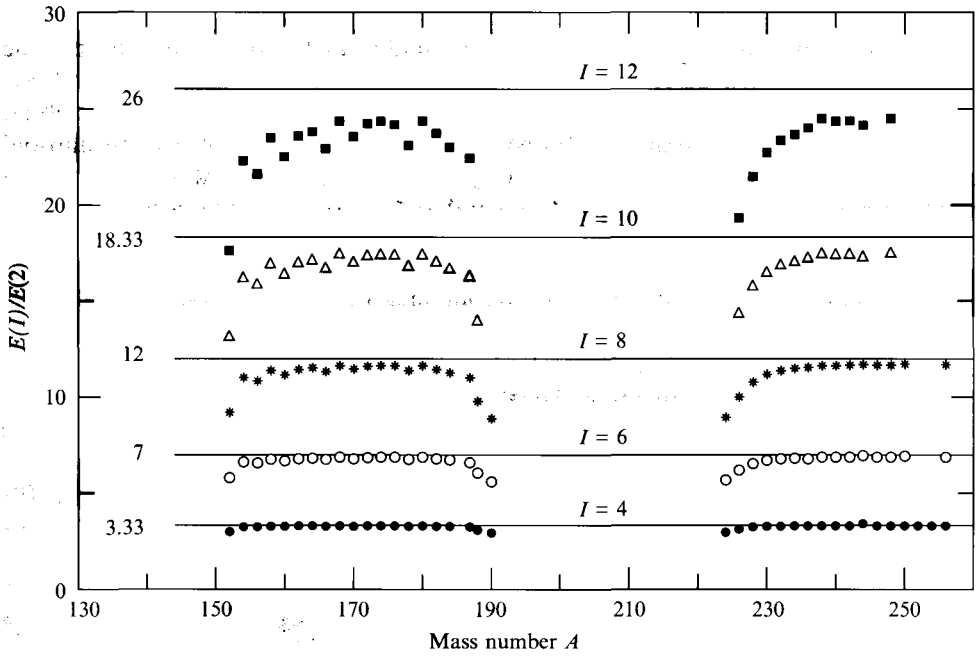 30
I = 12
26
20
I = 10
18.33
E(I)/E(2)
I = 8
12
10
I = 6
7
I = 4
3.33
0
130
150
170
190
210
230
250
Mass number A